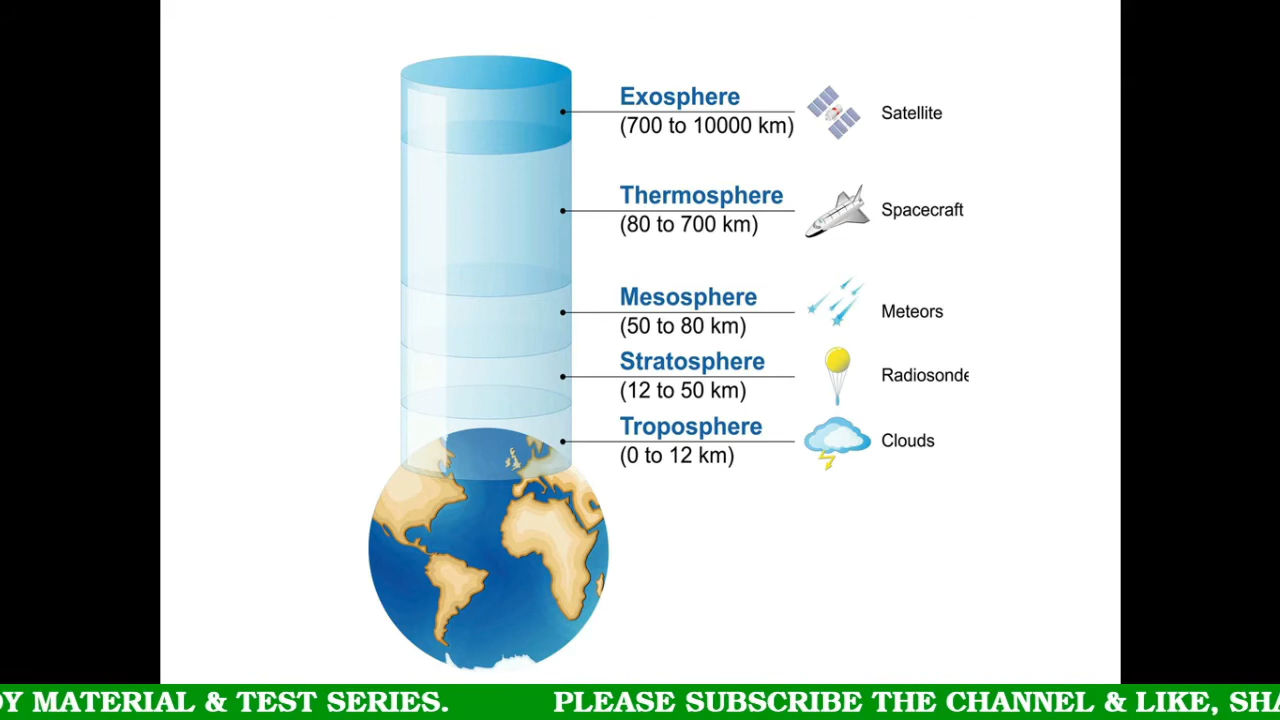 Exosphere
(700 to 10000 km)
Satellite
Thermosphere
(80 to 700 km)
Spacecraft
Mesosphere
(50 to 80 km)
Meteors
Stratosphere
(12 to 50 km)
Radiosonde
Troposphere
(0 to 12 km)
Clouds
MATERIAL & TEST SERIES. PLEASE SUBSCRIBE THE CHANNEL & LIKE,